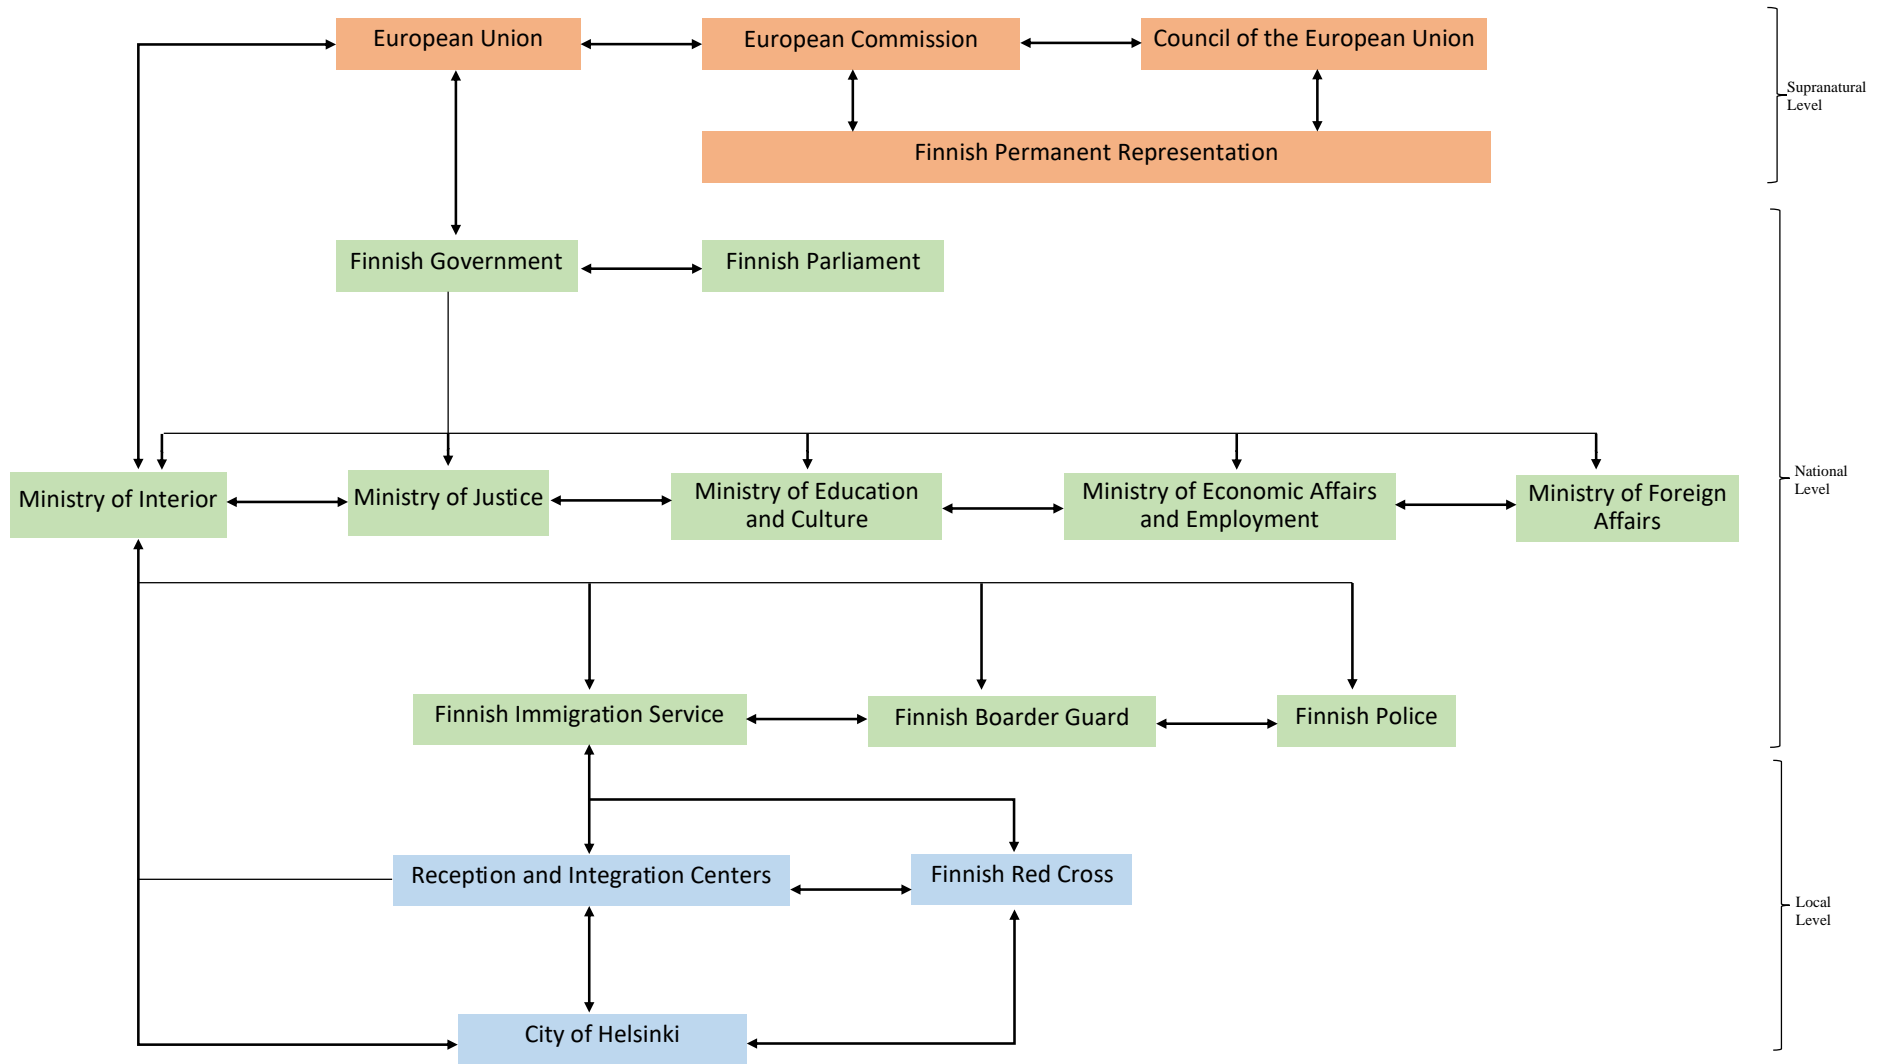 European Union
European Commission
Council of the European Union
Supranatural
Level
Finnish Permanent Representation
Finnish Government
Finnish Parliament
Ministry of Interior
Ministry of Justice
Ministry of Education
and Culture
Ministry of Economic Affairs
and Employment
Ministry of Foreign
Affairs
National
Level
Finnish Immigration Service
Finnish Boarder Guard
Finnish Police
Reception and Integration Centers
Finnish Red Cross
Local
Level
City of Helsinki